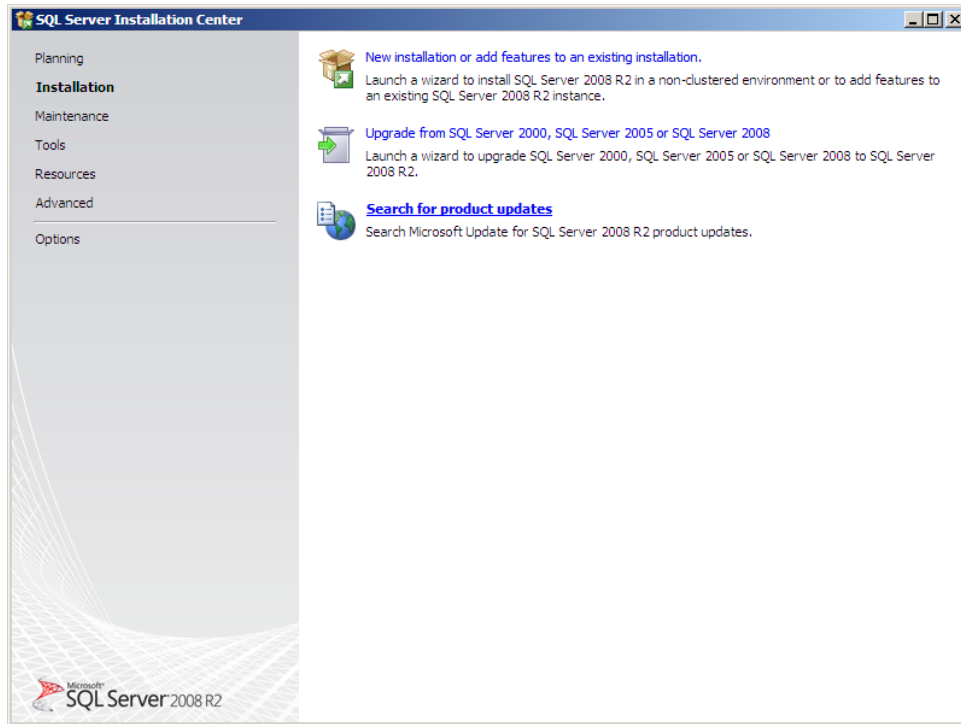 SQL Server Installation Center
Planning
Installation
Maintenance
Tools
Resources
Advanced
Options
New installation or add features to an existing installation.
Launch a wizard to install SQL Server 2008 R2 in a non-clustered environment or to add features to
an existing SQL Server 2008 R2 instance.
Upgrade from SQL Server 2000, SQL Server 2005 or SQL Server 2008
Launch a wizard to upgrade SQL Server 2000, SQL Server 2005 or SQL Server 2008 to SQL Server
2008 R2.
Search for product updates
Search Microsoft Update for SQL Server 2008 R2 product updates.
Microsoft®
SQL Server 2008 R2